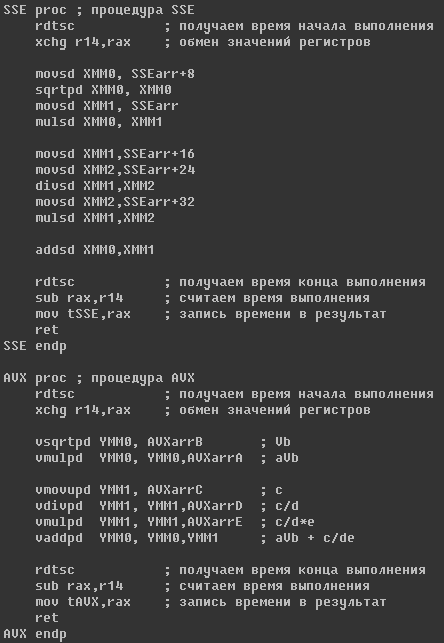 SSE proc ; процедура SSE
rdtsc ; получаем время начала выполнения
xchg r14,rax ; обмен значений регистров
movsd XMM0, SSEarr+8
sqrtpd XMM0, XMM0
movsd XMM1, SSEarr
mulsd XMM0, XMM1
movsd XMM1,SSEarr+16
movsd XMM2,SSEarr+24
divsd XMM1,XMM2
movsd XMM2,SSEarr+32
mulsd XMM1,XMM2
addsd XMM0,XMM1
rdtsc ; получаем время конца выполнения
sub rax,r14 ; считаем время выполнения
mov tSSE,rax ; запись времени в результат
ret
SSE endp
AVX proc ; процедура AVX
rdtsc ; получаем время начала выполнения
xchg r14,rax ; обмен значений регистров
vsqrtpd YMM0, AVXarrB ; Vb
vmulpd YMM0, YMM0,AVXarrA ; aVb
vmovupd YMM1, AVXarrC ; c
vdivpd YMM1, YMM1,AVXarrD ; c/d
vmulpd YMM1, YMM1,AVXarrE ; c/d*e
vaddpd YMM0, YMM0,YMM1 ; aVb + c/de
rdtsc ; получаем время конца выполнения
sub rax,r14 ; считаем время выполнения
mov tAVX,rax ; запись времени в результат
ret
AVX endp